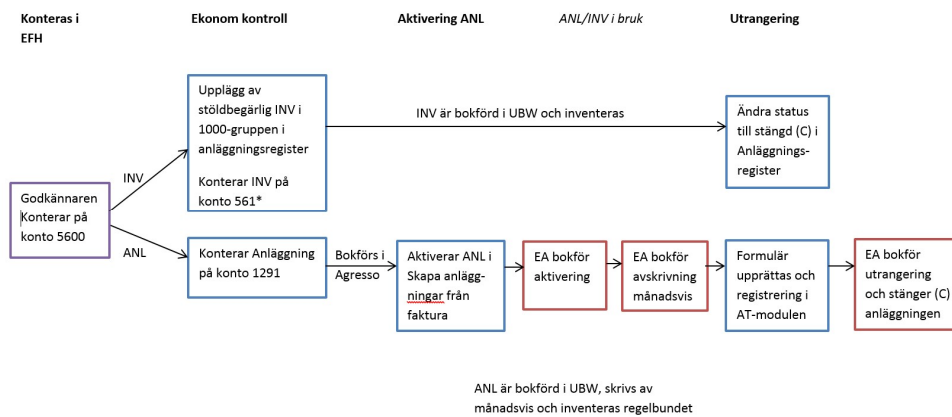 Konteras i
EFH
Ekonom kontroll
Aktivering ANL
ANL/INV i bruk
Utrangering
Upplägg av
stöldbegärlig INV i
1000-gruppen i
anläggningsregister
Konterar INV på
konto 561*
INV är bokförd i UBW och inventeras
Ändra status
till stängd (C) i
Anläggnings-
register
INV
Godkännaren
Konterar på
konto 5600
ANL
Konterar Anläggning
på konto 1291
Bokförs i
Agresso
Aktiverar ANL i
Skapa anlägg-
ningar från
faktura
EA bokför
aktivering
EA bokför
avskrivning
månadsvis
Formulär
upprättas och
registrering i
AT-modulen
EA bokför
utrangering
och stänger (C)
anläggningen
ANL är bokförd i UBW, skrivs av
månadsvis och inventeras regelbundet